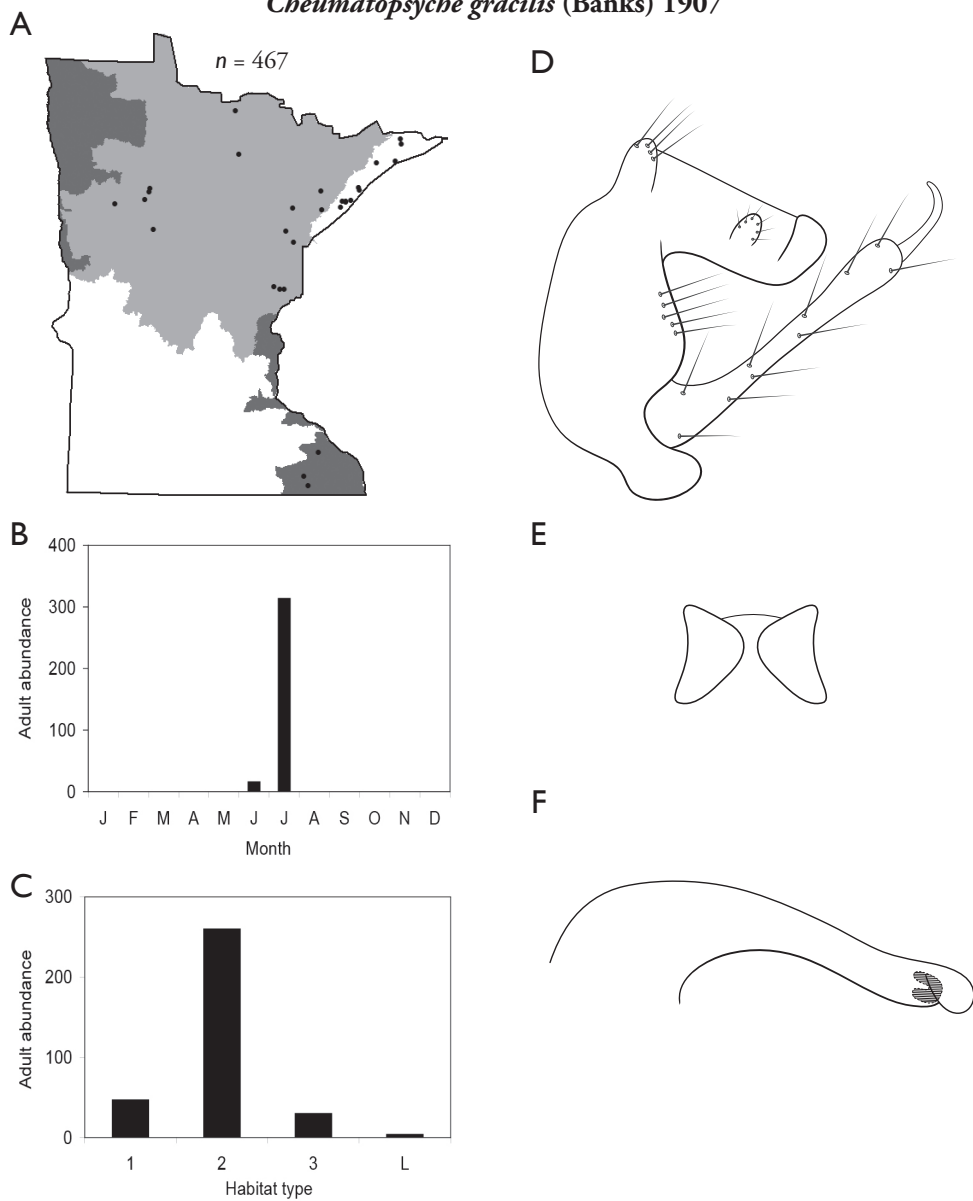 Cheumatopsyche gracilis (Banks) 1907
A
n = 467
D
B
400
300
200
100
0
Adult abundance
J F M A M J J A S O N D
Month
E
C
300
200
100
0
Adult abundance
1 2 3 L
Habitat type
F